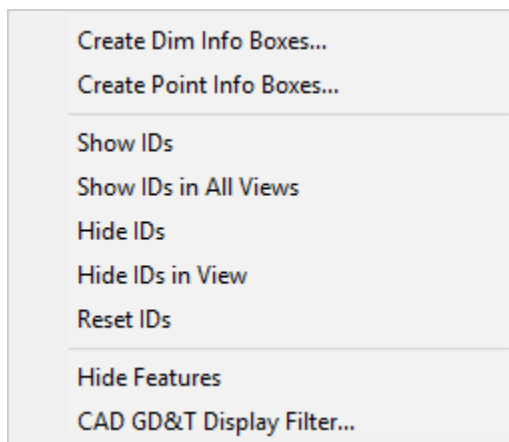 Create Dim Info Boxes...
Create Point Info Boxes...
Show IDs
Show IDs in All Views
Hide IDs
Hide IDs in View
Reset IDs
Hide Features
CAD GD&T Display Filter...